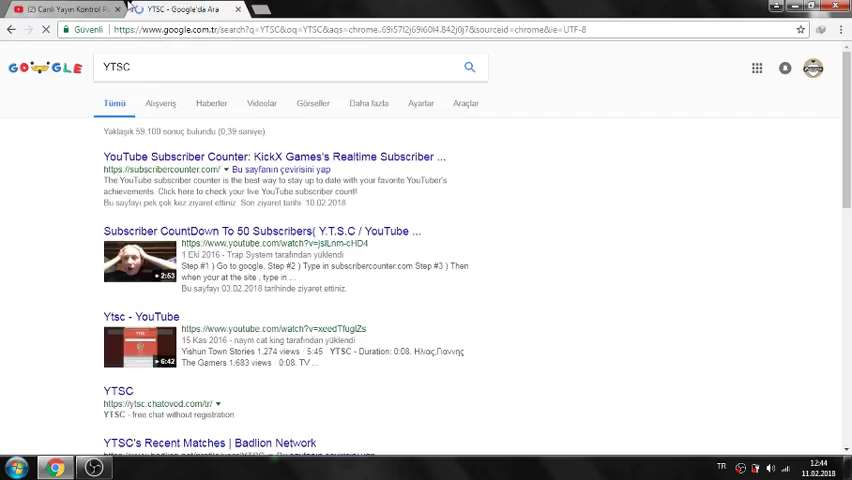 (2) Canlı Yayın Kontrol P
YTSC - Google'da Ara
Güvenli
https://www.google.com.tr/search?q=YTSC&oq=YTSC&aqs=chrome..69i57l2j69i60l4.842j0j7&sourceid=chrome&ie=UTF-8
YTSC
Tümü Alışveriş Haberler Videolar Görseller Daha fazla Ayarlar Araçlar
Yaklaşık 59.100 sonuç bulundu (0,39 saniye)
YouTube Subscriber Counter: KickX Games's Realtime Subscriber ...
https://subscribercounter.com/ Bu sayfanın çevirisini yap
The YouTube subscriber counter is the best way to stay up to date with your favorite YouTuber's
achievements. Click here to check your live YouTube subscriber count!
Bu sayfayı pek çok kez ziyaret ettiniz. Son ziyaret tarihi: 10.02.2018
Subscriber CountDown To 50 Subscribers( Y.T.S.C / YouTube ...
https://www.youtube.com/watch?v=jslLnm-cHD4
1 Eki 2016 - Trap System tarafından yüklendi
Step #1 ) Go to google. Step #2 ) Type in subscribercounter.com Step #3 ) Then
when your at the site , type in ...
Bu sayfayı 03.02.2018 tarihinde ziyaret ettiniz.
2:53
Ytsc - YouTube
https://www.youtube.com/watch?v=xeedTfuglZs
15 Kas 2016 - naym cat king tarafından yüklendi
Yishun Town Stories 1,274 views · 5:45 · YTSC - Duration: 0:08. Ηλιας,Γιαννης
The Gamers 1,683 views · 0:08. TV ...
6:42
YTSC
https://ytsc.chatovod.com/tr/
YTSC - free chat without registration
YTSC's Recent Matches | Badlion Network
TR
12:44
11.02.2018